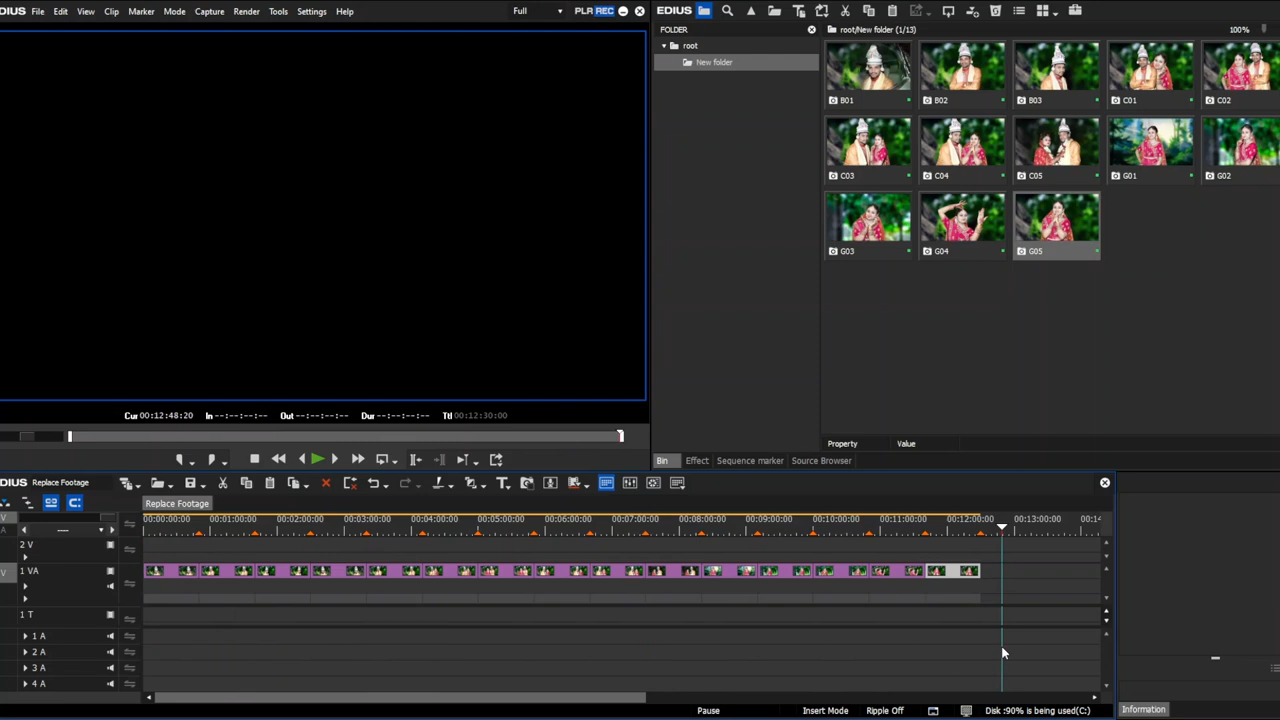 DIUS File Edit View Clip Marker Mode Capture Render Tools Settings Help Full PLR REC
EDIUS
FOLDER
root
New folder
root/New folder (1/13) 100%
B01 B02 B03 C01 C02
C03 C04 C05 G01 G02
G03 G04 G05
Cur 00:12:48:20 In --:--:--:-- Out --:--:--:-- Dur --:--:--:-- Ttl 00:12:30:00
Property Value
Bin Effect Sequence marker Source Browser
DIUS Replace Footage
Replace Footage
V
A
00:00:00:00 00:01:00:00 00:02:00:00 00:03:00:00 00:04:00:00 00:05:00:00 00:06:00:00 00:07:00:00 00:08:00:00 00:09:00:00 00:10:00:00 00:11:00:00 00:12:00:00 00:13:00:00 00:14
2 V
V 1 VA
1 T
1 A
2 A
3 A
4 A
Pause Insert Mode Ripple Off Disk :90% is being used(C:)
Information